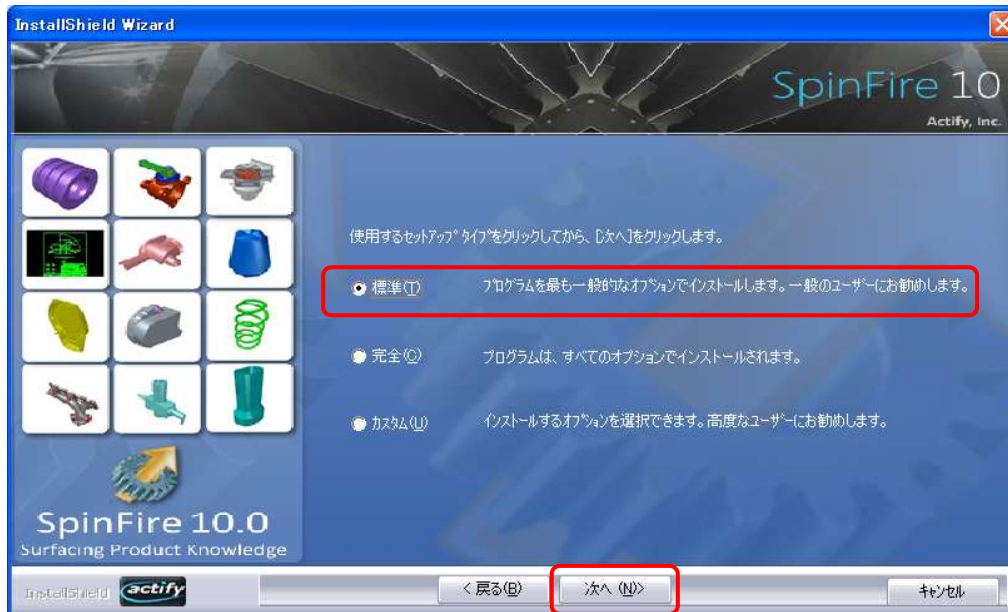 InstallShield Wizard
SpinFire 10
Actify, Inc.
使用するセットアップ タイプをクリックしてから、[次へ]をクリックします。
標準(T) プログラムを最も一般的なオプションでインストールします。一般のユーザーにお勧めします。
完全(C) プログラムは、すべてのオプションでインストールされます。
カスタム(U) インストールするオプションを選択できます。高度なユーザーにお勧めします。
SpinFire 10.0
Surfacing Product Knowledge
InstallShield
actify
< 戻る(B)
次へ (N)>
キャンセル